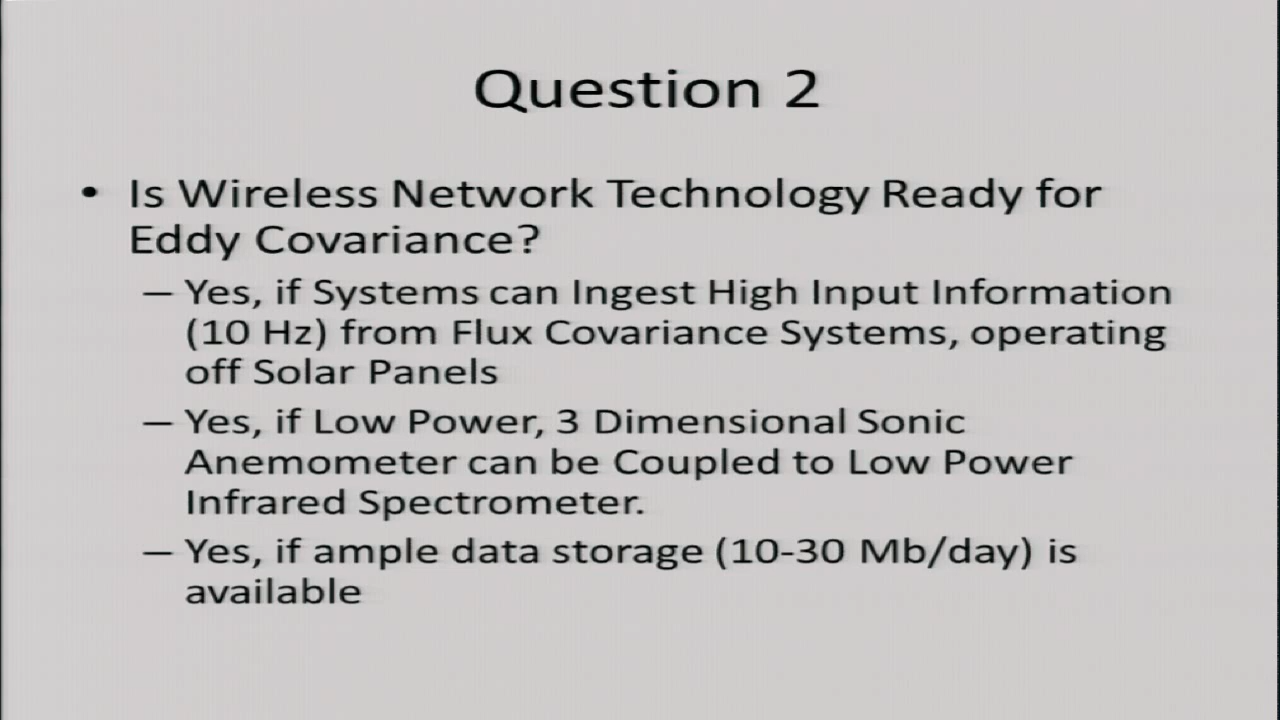 Question 2
• Is Wireless Network Technology Ready for
Eddy Covariance?
– Yes, if Systems can Ingest High Input Information
(10 Hz) from Flux Covariance Systems, operating
off Solar Panels
– Yes, if Low Power, 3 Dimensional Sonic
Anemometer can be Coupled to Low Power
Infrared Spectrometer.
– Yes, if ample data storage (10-30 Mb/day) is
available